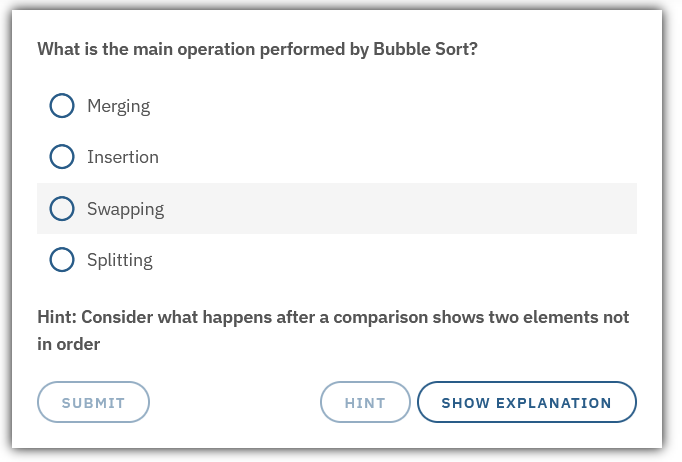 What is the main operation performed by Bubble Sort?
Merging
Insertion
Swapping
Splitting
Hint: Consider what happens after a comparison shows two elements not
in order
SUBMIT
HINT
SHOW EXPLANATION